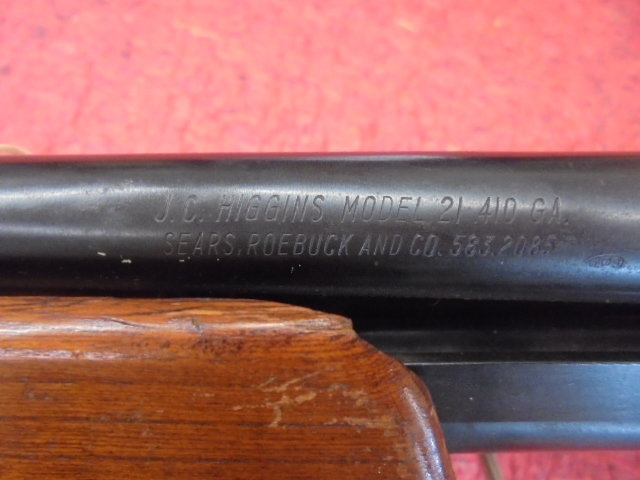 J.C. HIGGINS MODEL 21 410 GA.
SEARS, ROEBUCK AND CO. 583.2085